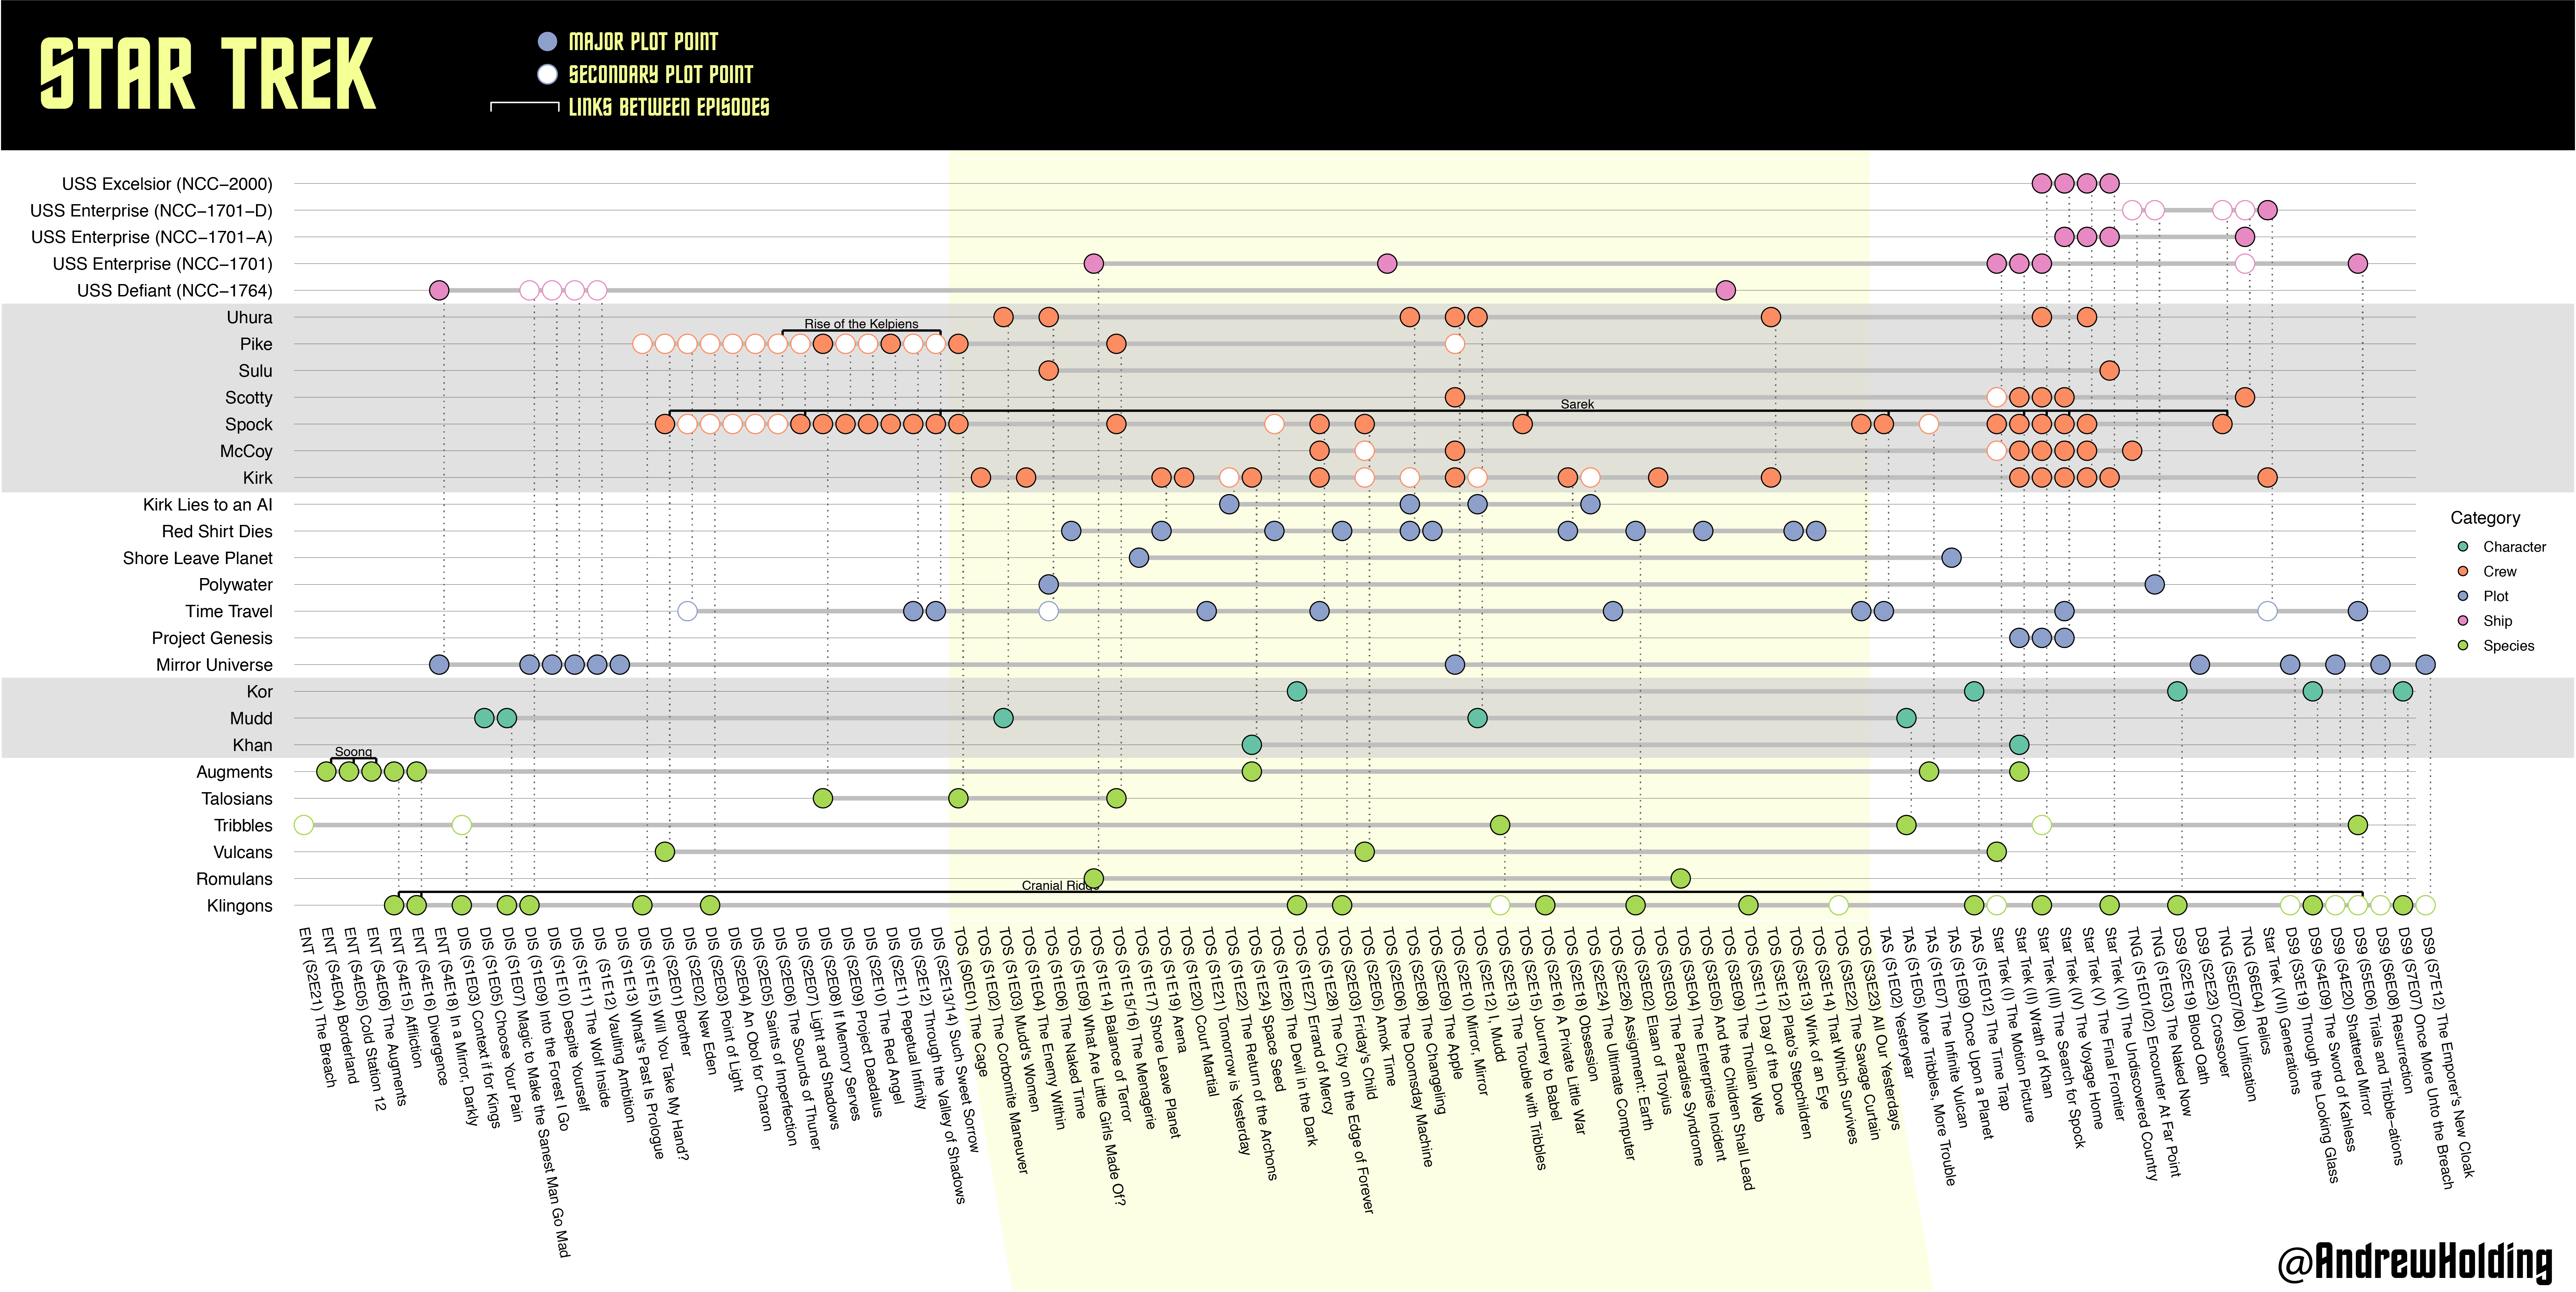 STAR TREK
MAJOR PLOT POINT
SECONDARY PLOT POINT
LINKS BETWEEN EPISODES
USS Excelsior (NCC−2000)
USS Enterprise (NCC−1701−D)
USS Enterprise (NCC−1701−A)
USS Enterprise (NCC−1701)
USS Defiant (NCC−1764)
Uhura
Rise of the Kelpiens
Pike
Sulu
Scotty
Sarek
Spock
McCoy
Kirk
Kirk Lies to an AI
Red Shirt Dies
Shore Leave Planet
Polywater
Time Travel
Project Genesis
Mirror Universe
Kor
Mudd
Khan
Soong
Augments
Talosians
Tribbles
Vulcans
Romulans
Cranial Ridge
Klingons
Category
Character
Crew
Plot
Ship
Species
ENT (S2E21) The Breach
ENT (S4E04) Borderland
ENT (S4E05) Cold Station 12
ENT (S4E06) The Augments
ENT (S4E15) Affliction
ENT (S4E16) Divergence
ENT (S4E18) In a Mirror, Darkly
DIS (S1E03) Context if for Kings
DIS (S1E05) Choose Your Pain
DIS (S1E07) Magic to Make the Sanest Man Go Mad
DIS (S1E09) Into the Forest I Go
DIS (S1E10) Despite Yourself
DIS (S1E11) The Wolf Inside
DIS (S1E12) Vaulting Ambition
DIS (S1E13) What's Past Is Prologue
DIS (S1E15) Will You Take My Hand?
DIS (S2E01) Brother
DIS (S2E02) New Eden
DIS (S2E03) Point of Light
DIS (S2E04) An Obol for Charon
DIS (S2E05) Saints of Imperfection
DIS (S2E06) The Sounds of Thuner
DIS (S2E07) Light and Shadows
DIS (S2E08) If Memory Serves
DIS (S2E09) Project Daedalus
DIS (S2E10) The Red Angel
DIS (S2E11) Pepetual Infinity
DIS (S2E12) Through the Valley of Shadows
DIS (S2E13/14) Such Sweet Sorrow
TOS (S0E01) The Cage
TOS (S1E02) The Corbomite Maneuver
TOS (S1E03) Mudd's Women
TOS (S1E04) The Enemy Within
TOS (S1E06) The Naked Time
TOS (S1E09) What Are Little Girls Made Of?
TOS (S1E14) Balance of Terror
TOS (S1E15/16) The Menagerie
TOS (S1E17) Shore Leave Planet
TOS (S1E19) Arena
TOS (S1E20) Court Martial
TOS (S1E21) Tomorrow is Yesterday
TOS (S1E22) The Return of the Archons
TOS (S1E24) Space Seed
TOS (S1E26) The Devil in the Dark
TOS (S1E27) Errand of Mercy
TOS (S1E28) The City on the Edge of Forever
TOS (S2E03) Friday's Child
TOS (S2E05) Amok Time
TOS (S2E06) The Doomsday Machine
TOS (S2E08) The Changeling
TOS (S2E09) The Apple
TOS (S2E10) Mirror, Mirror
TOS (S2E12) I, Mudd
TOS (S2E13) The Trouble with Tribbles
TOS (S2E15) Journey to Babel
TOS (S2E16) A Private Little War
TOS (S2E18) Obsession
TOS (S2E24) The Ultimate Computer
TOS (S2E26) Assignment: Earth
TOS (S3E02) Elaan of Troyius
TOS (S3E03) The Paradise Syndrome
TOS (S3E04) The Enterprise Incident
TOS (S3E05) And the Children Shall Lead
TOS (S3E09) The Tholian Web
TOS (S3E11) Day of the Dove
TOS (S3E12) Plato's Stepchildren
TOS (S3E13) Wink of an Eye
TOS (S3E14) That Which Survives
TOS (S3E22) The Savage Curtain
TOS (S3E23) All Our Yesterdays
TAS (S1E02) Yesteryear
TAS (S1E05) More Tribbles, More Trouble
TAS (S1E07) The Infinite Vulcan
TAS (S1E09) Once Upon a Planet
TAS (S1E012) The Time Trap
Star Trek (I) The Motion Picture
Star Trek (II) Wrath of Khan
Star Trek (III) The Search for Spock
Star Trek (IV) The Voyage Home
Star Trek (V) The Final Frontier
Star Trek (VI) The Undiscovered Country
TNG (S1E01/02) Encounter At Far Point
TNG (S1E03) The Naked Now
DS9 (S2E19) Blood Oath
DS9 (S2E23) Crossover
TNG (S5E07/08) Unification
TNG (S6E04) Relics
Star Trek (VII) Generations
DS9 (S3E19) Through the Looking Glass
DS9 (S4E09) The Sword of Kahless
DS9 (S4E20) Shattered Mirror
DS9 (S5E06) Trials and Tribble−ations
DS9 (S6E08) Resurrection
DS9 (S7E07) Once More Unto the Breach
DS9 (S7E12) The Emporer's New Cloak
@AndrewHolding